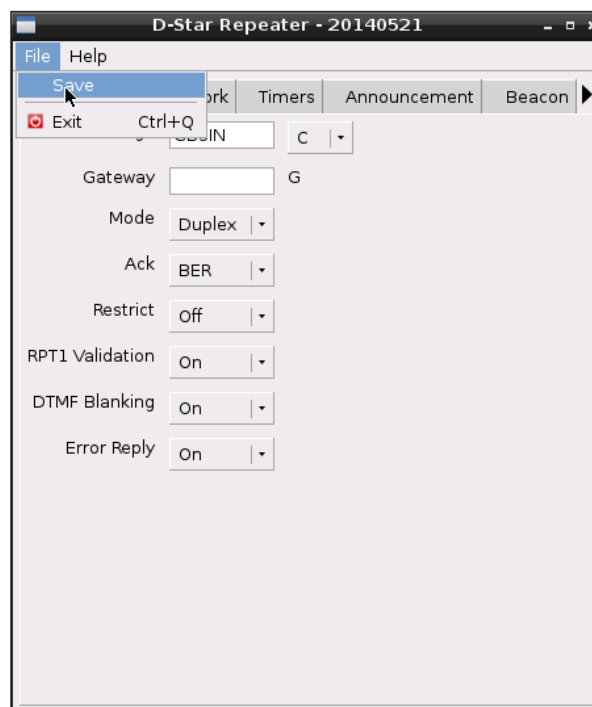 D-Star Repeater - 20140521
File Help
Save
Exit Ctrl+Q
Timers Announcement Beacon
C
Gateway G
Mode Duplex
Ack BER
Restrict Off
RPT1 Validation On
DTMF Blanking On
Error Reply On